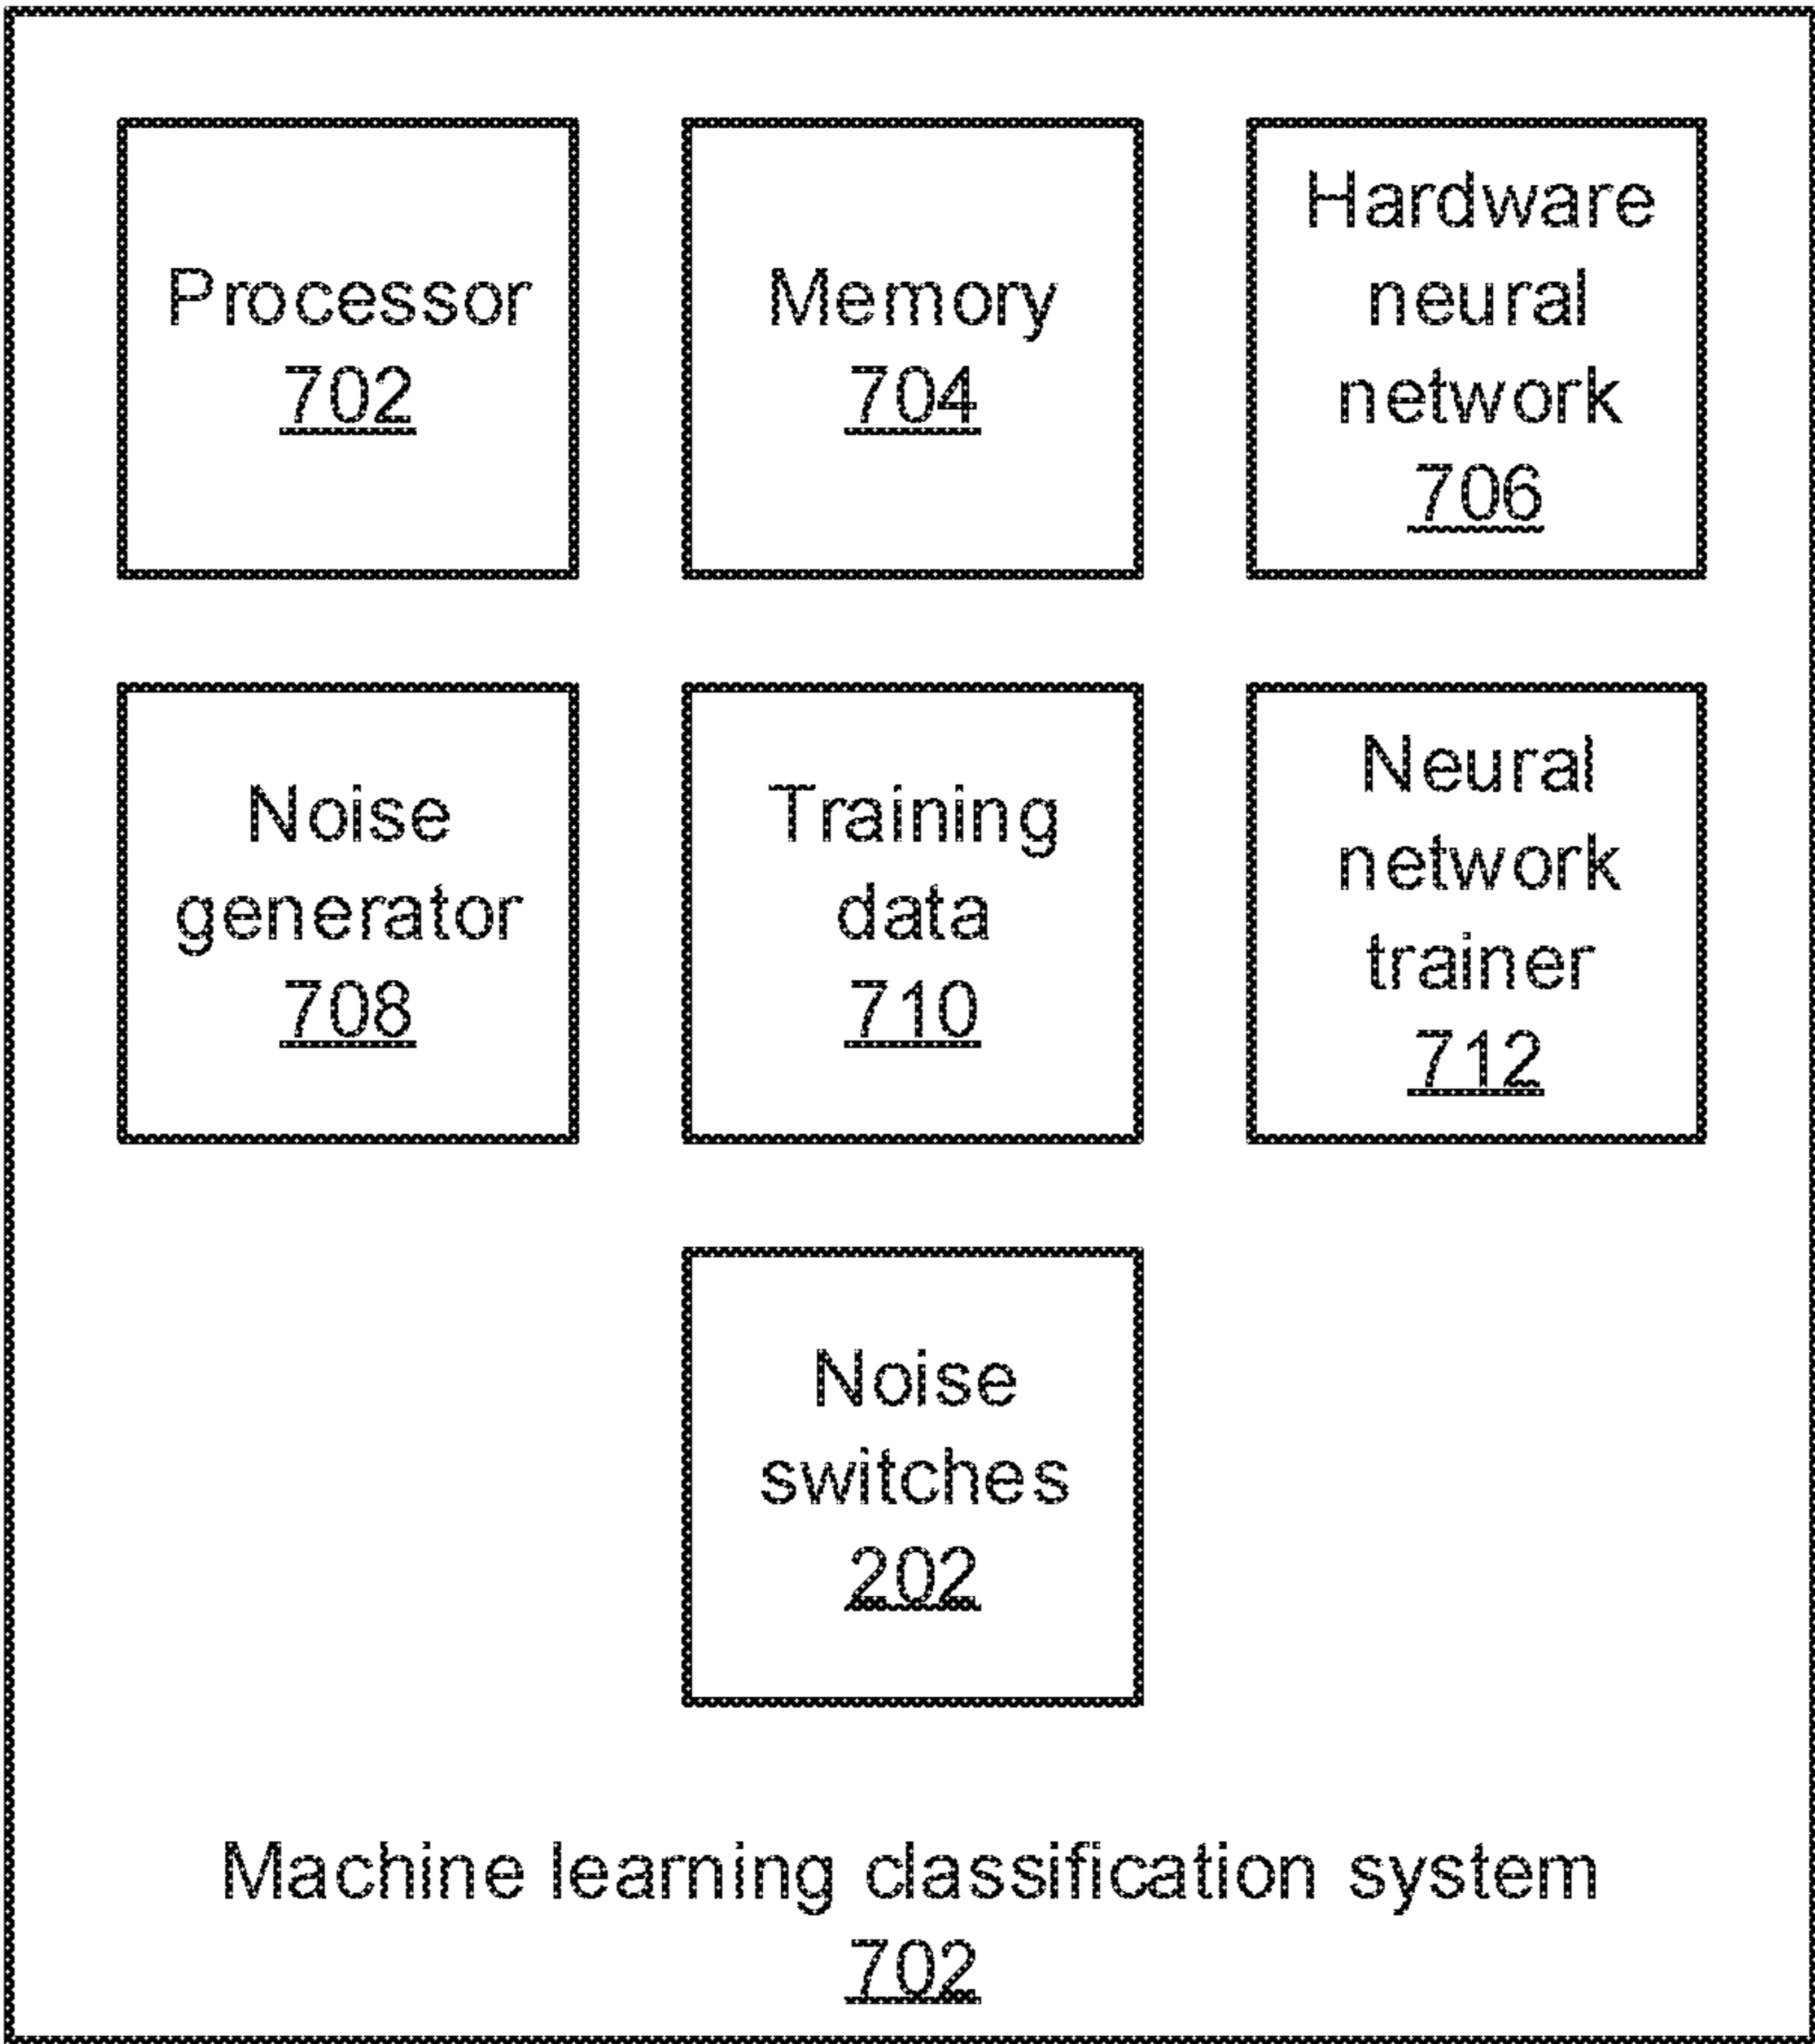 Processor
702
Memory
704
Hardware
neural
network
706
Noise
generator
708
Training
data
710
Neural
network
trainer
712
Noise
switches
202
Machine learning classification system
702